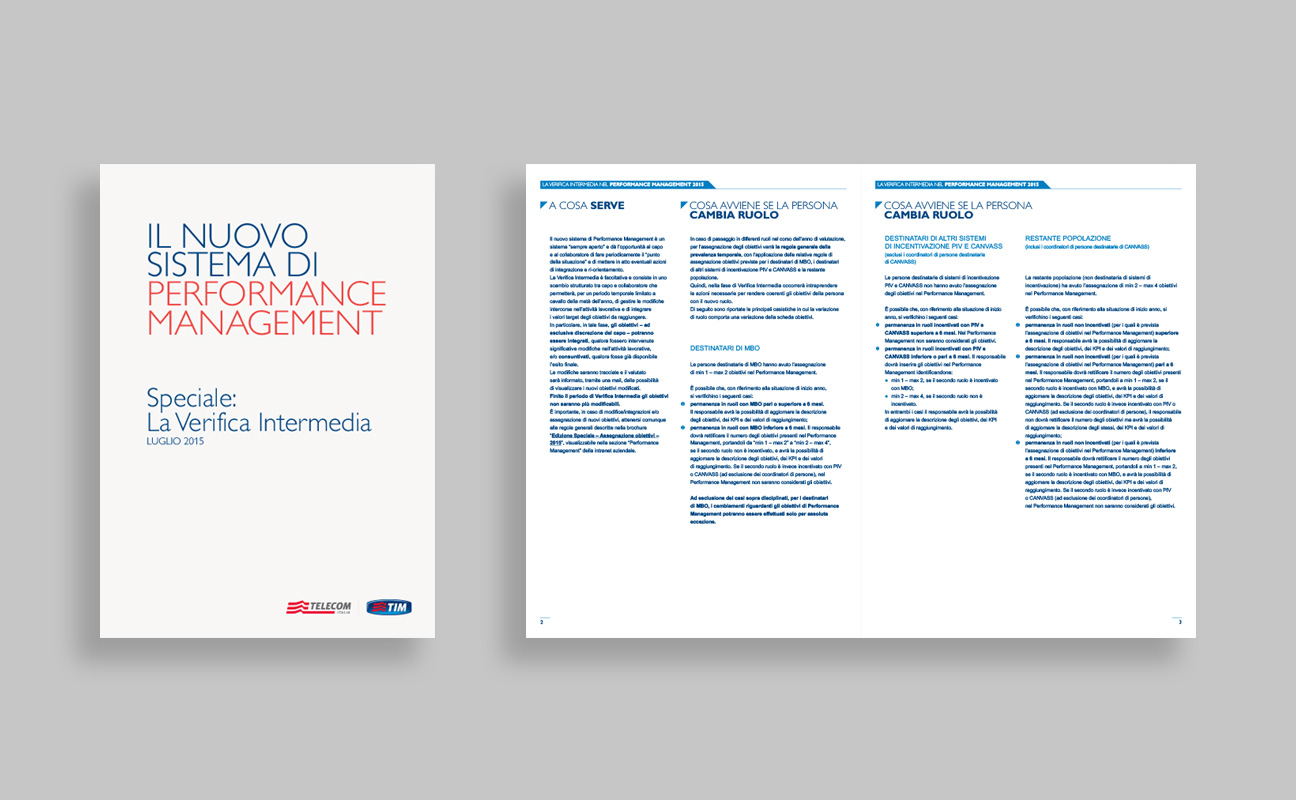 IL NUOVO
SISTEMA DI
PERFORMANCE
MANAGEMENT
Speciale:
La Verifica Intermedia
LUGLIO 2015
TELECOM
ITALIA
TIM
LA VERIFICA INTERMEDIA NEL PERFORMANCE MANAGEMENT 2015
A COSA SERVE
Il nuovo sistema di Performance Management è un
sistema "sempre aperto" e dà l'opportunità al capo
e al collaboratore di fare periodicamente il "punto
della situazione" e di mettere in atto eventuali azioni
di integrazione e ri-orientamento.
La Verifica Intermedia è facoltativa e consiste in uno
scambio strutturato tra capo e collaboratore che
permetterà, per un periodo temporale limitato a
cavallo della metà dell'anno, di gestire le modifiche
intercorse nell'attività lavorativa e di integrare
i valori target degli obiettivi da raggiungere.
In particolare, in tale fase, gli obiettivi – ad
esclusiva discrezione del capo – potranno
essere integrati, qualora fossero intervenute
significative modifiche nell'attività lavorativa,
e/o consuntivati, qualora fosse già disponibile
l'esito finale.
Le modifiche saranno tracciate e il valutato
sarà informato, tramite una mail, della possibilità
di visualizzare i nuovi obiettivi modificati.
Finito il periodo di Verifica Intermedia gli obiettivi
non saranno più modificabili.
È importante, in caso di modifica/integrazioni e/o
assegnazione di nuovi obiettivi, attenersi comunque
alle regole generali descritte nella brochure
"Edizione Speciale – Assegnazione obiettivi –
2015", visualizzabile nella sezione "Performance
Management" della intranet aziendale.
COSA AVVIENE SE LA PERSONA
CAMBIA RUOLO
In caso di passaggio in differenti ruoli nel corso dell'anno di valutazione,
per l'assegnazione degli obiettivi varrà la regola generale della
prevalenza temporale, con l'applicazione delle relative regole di
assegnazione obiettivi previste per i destinatari di MBO, i destinatari
di altri sistemi di incentivazione PIV e CANVASS e la restante
popolazione.
Quindi, nella fase di Verifica Intermedia occorrerà intraprendere
le azioni necessarie per rendere coerenti gli obiettivi della persona
con il nuovo ruolo.
Di seguito sono riportate le principali casistiche in cui la variazione
di ruolo comporta una variazione della scheda obiettivi.
DESTINATARI DI MBO
Le persone destinatarie di MBO hanno avuto l'assegnazione
di min 1 – max 2 obiettivi nel Performance Management.
È possibile che, con riferimento alla situazione di inizio anno,
si verifichino i seguenti casi:
permanenza in ruoli con MBO pari o superiore a 6 mesi.
Il responsabile avrà la possibilità di aggiornare la descrizione
degli obiettivi, dei KPI e dei valori di raggiungimento;
permanenza in ruoli con MBO inferiore a 6 mesi. Il responsabile
dovrà rettificare il numero degli obiettivi presenti nel Performance
Management, portandoli da "min 1 – max 2" a "min 2 – max 4",
se il secondo ruolo non è incentivato, e avrà la possibilità di
aggiornare la descrizione degli obiettivi, dei KPI e dei valori
di raggiungimento. Se il secondo ruolo è invece incentivato con PIV
o CANVASS (ad esclusione dei coordinatori di persone), nel
Performance Management non saranno considerati gli obiettivi.
Ad esclusione dei casi sopra disciplinati, per i destinatari
di MBO, i cambiamenti riguardanti gli obiettivi di Performance
Management potranno essere effettuati solo per assoluta
eccezione.
2
LA VERIFICA INTERMEDIA NEL PERFORMANCE MANAGEMENT 2015
COSA AVVIENE SE LA PERSONA
CAMBIA RUOLO
DESTINATARI DI ALTRI SISTEMI
DI INCENTIVAZIONE PIV E CANVASS
(esclusi i coordinatori di persone destinatarie
di CANVASS)
Le persone destinatarie di sistemi di incentivazione
PIV e CANVASS non hanno avuto l'assegnazione
degli obiettivi nel Performance Management.
È possibile che, con riferimento alla situazione di inizio
anno, si verifichino i seguenti casi:
permanenza in ruoli incentivati con PIV e
CANVASS superiore a 6 mesi. Nel Performance
Management non saranno considerati gli obiettivi.
permanenza in ruoli incentivati con PIV e
CANVASS inferiore o pari a 6 mesi. Il responsabile
dovrà inserire gli obiettivi nel Performance
Management identificandone:
min 1 – max 2, se il secondo ruolo è incentivato
con MBO;
min 2 – max 4, se il secondo ruolo non è
incentivato.
In entrambi i casi il responsabile avrà la possibilità
di aggiornare la descrizione degli obiettivi, dei KPI
e dei valori di raggiungimento.
RESTANTE POPOLAZIONE
(inclusi i coordinatori di persone destinatarie di CANVASS)
La restante popolazione (non destinataria di sistemi di
incentivazione) ha avuto l'assegnazione di min 2 – max 4 obiettivi
nel Performance Management.
È possibile che, con riferimento alla situazione di inizio anno, si
verifichino i seguenti casi:
permanenza in ruoli non incentivati (per i quali è prevista
l'assegnazione di obiettivi nel Performance Management) superiore
a 6 mesi. Il responsabile avrà la possibilità di aggiornare la
descrizione degli obiettivi, dei KPI e dei valori di raggiungimento;
permanenza in ruoli non incentivati (per i quali è prevista
l'assegnazione di obiettivi nel Performance Management) pari a 6
mesi. Il responsabile dovrà rettificare il numero degli obiettivi presenti
nel Performance Management, portandoli a min 1 – max 2, se il
secondo ruolo è incentivato con MBO, e avrà la possibilità di
aggiornare la descrizione degli obiettivi, dei KPI e dei valori di
raggiungimento. Se il secondo ruolo è invece incentivato con PIV o
CANVASS (ad esclusione dei coordinatori di persone), il responsabile
non dovrà rettificare il numero di obiettivi ma avrà la possibilità
di aggiornare la descrizione degli stessi, dei KPI e dei valori di
raggiungimento;
permanenza in ruoli non incentivati (per i quali è prevista
l'assegnazione di obiettivi nel Performance Management) inferiore
a 6 mesi. Il responsabile dovrà rettificare il numero degli obiettivi
presenti nel Performance Management, portandoli a min 1 – max 2,
se il secondo ruolo è incentivato con MBO, e avrà la possibilità di
aggiornare la descrizione degli obiettivi, dei KPI e dei valori di
raggiungimento. Se il secondo ruolo è invece incentivato con PIV
o CANVASS (ad esclusione dei coordinatori di persone),
nel Performance Management non saranno considerati gli obiettivi.
3